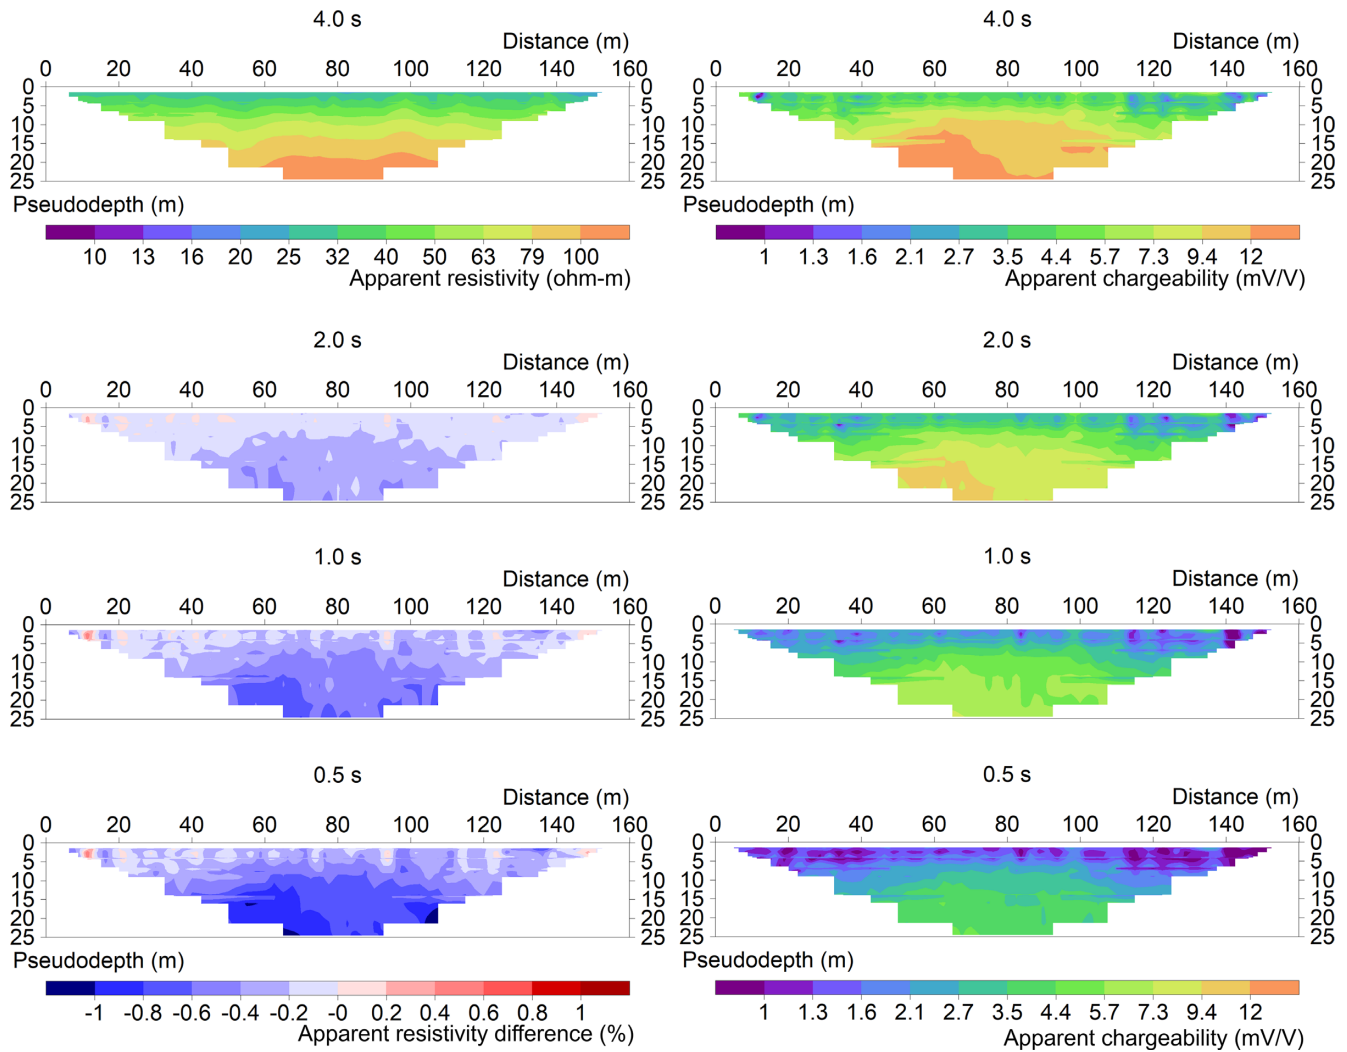 4.0 s
Distance (m)
0 20 40 60 80 100 120 140 160
0 0
5 5
10 10
15 15
20 20
25 25
Pseudodepth (m)
10 13 16 20 25 32 40 50 63 79 100
Apparent resistivity (ohm-m)
4.0 s
Distance (m)
0 20 40 60 80 100 120 140 160
0 0
5 5
10 10
15 15
20 20
25 25
Pseudodepth (m)
1 1.3 1.6 2.1 2.7 3.5 4.4 5.7 7.3 9.4 12
Apparent chargeability (mV/V)
2.0 s
Distance (m)
0 20 40 60 80 100 120 140 160
0 0
5 5
10 10
15 15
20 20
25 25
2.0 s
Distance (m)
0 20 40 60 80 100 120 140 160
0 0
5 5
10 10
15 15
20 20
25 25
1.0 s
Distance (m)
0 20 40 60 80 100 120 140 160
0 0
5 5
10 10
15 15
20 20
25 25
1.0 s
Distance (m)
0 20 40 60 80 100 120 140 160
0 0
5 5
10 10
15 15
20 20
25 25
0.5 s
Distance (m)
0 20 40 60 80 100 120 140 160
0 0
5 5
10 10
15 15
20 20
25 25
Pseudodepth (m)
-1 -0.8 -0.6 -0.4 -0.2 -0 0.2 0.4 0.6 0.8 1
Apparent resistivity difference (%)
0.5 s
Distance (m)
0 20 40 60 80 100 120 140 160
0 0
5 5
10 10
15 15
20 20
25 25
Pseudodepth (m)
1 1.3 1.6 2.1 2.7 3.5 4.4 5.7 7.3 9.4 12
Apparent chargeability (mV/V)